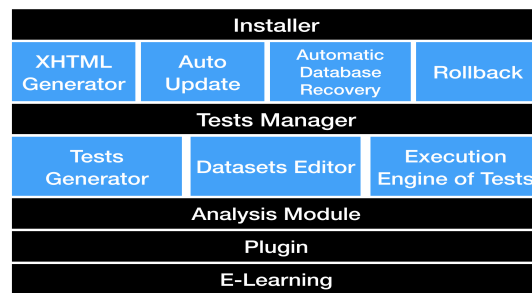 Installer
XHTML
Generator
Auto
Update
Automatic
Database
Recovery
Rollback
Tests Manager
Tests
Generator
Datasets Editor
Execution
Engine of Tests
Analysis Module
Plugin
E-Learning